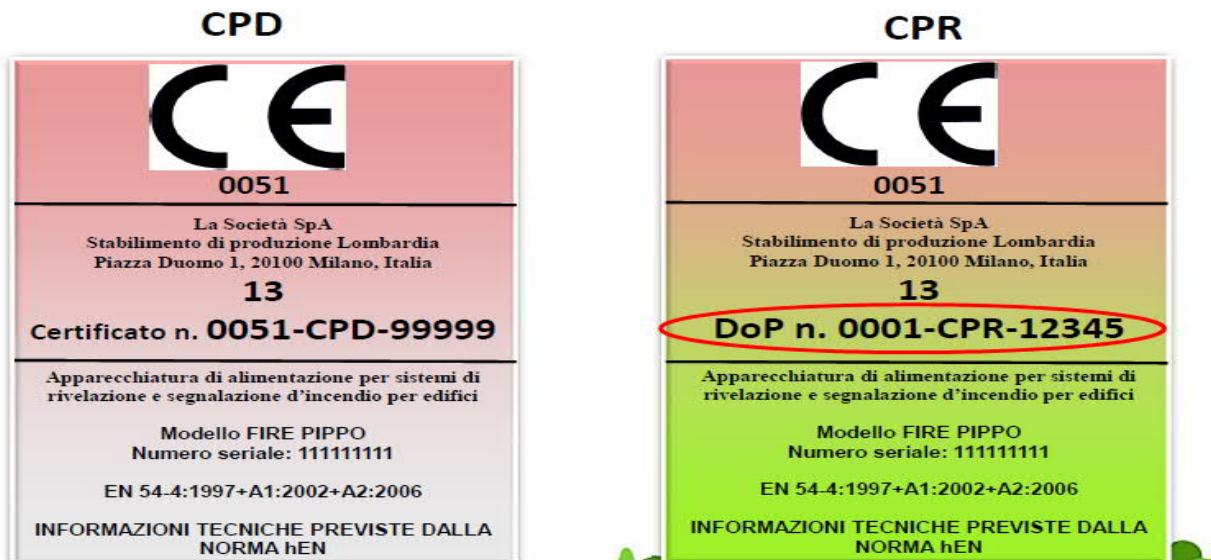 CPD
CE
0051
La Società SpA
Stabilimento di produzione Lombardia
Piazza Duomo 1, 20100 Milano, Italia
13
Certificato n. 0051-CPD-99999
Apparecchiatura di alimentazione per sistemi di
rivelazione e segnalazione d'incendio per edifici
Modello FIRE PIPPO
Numero seriale: 111111111
EN 54-4:1997+A1:2002+A2:2006
INFORMAZIONI TECNICHE PREVISTE DALLA
NORMA hEN
CPR
CE
0051
La Società SpA
Stabilimento di produzione Lombardia
Piazza Duomo 1, 20100 Milano, Italia
13
DoP n. 0001-CPR-12345
Apparecchiatura di alimentazione per sistemi di
rivelazione e segnalazione d'incendio per edifici
Modello FIRE PIPPO
Numero seriale: 111111111
EN 54-4:1997+A1:2002+A2:2006
INFORMAZIONI TECNICHE PREVISTE DALLA
NORMA hEN